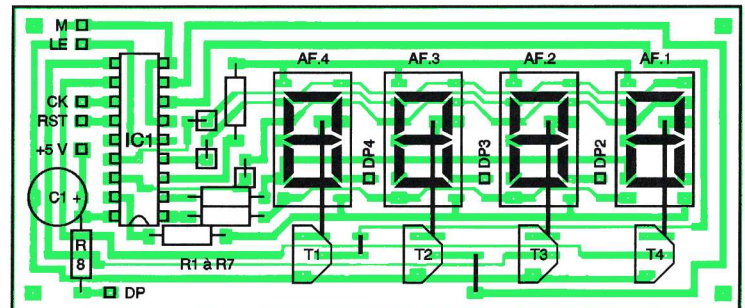 M
LE
CK
RST
+5 V
C1 +
R
8
DP
IC1
R1 à R7
AF.4
AF.3
AF.2
AF.1
DP4
DP3
DP2
T1
T2
T3
T4